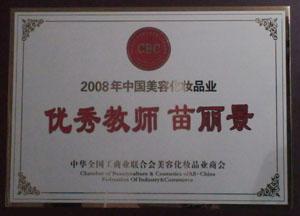 CBC
2008年中国美容化妆品业
优秀教师 苗丽景
中华全国工商业联合会美容化妆品业商会
Chamber of Beautyculture & Cosmetics of All-China
Federation Of Industry&Commerce